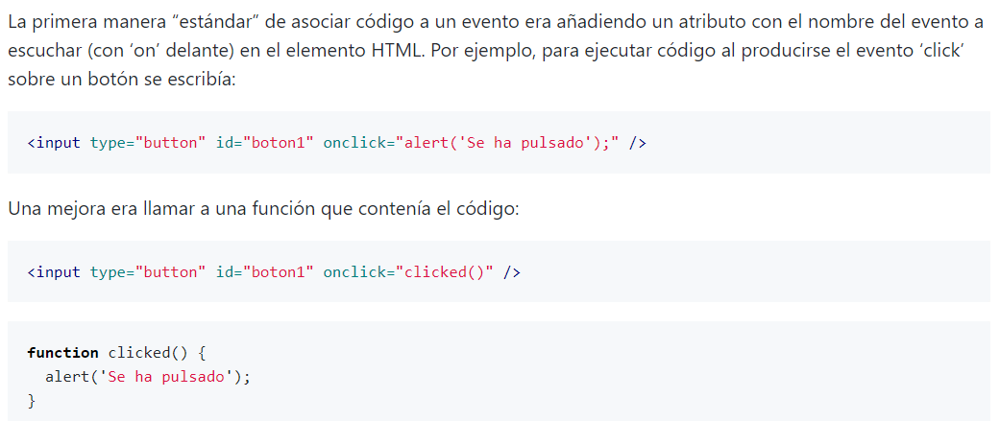 La primera manera “estándar” de asociar código a un evento era añadiendo un atributo con el nombre del evento a
escuchar (con ‘on’ delante) en el elemento HTML. Por ejemplo, para ejecutar código al producirse el evento ‘click’
sobre un botón se escribía:
<input type="button" id="boton1" onclick="alert('Se ha pulsado');" />
Una mejora era llamar a una función que contenía el código:
<input type="button" id="boton1" onclick="clicked()" />
function clicked() {
  alert('Se ha pulsado');
}